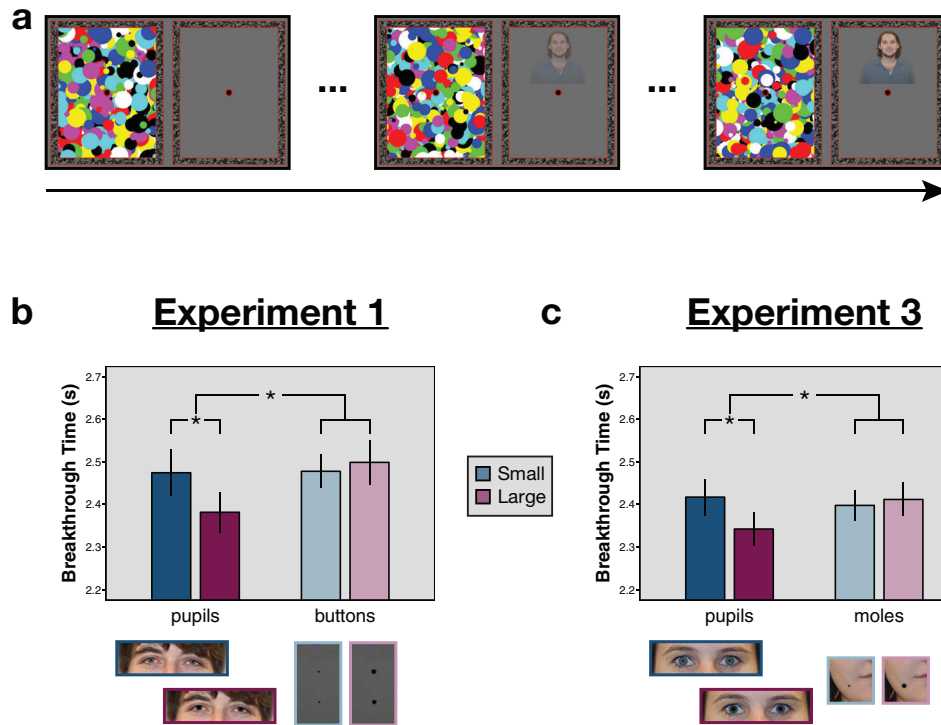 a
... ...
b Experiment 1
Breakthrough Time (s)
2.7
2.6
2.5
2.4
2.3
2.2
*
*
pupils buttons
Small
Large
c Experiment 3
Breakthrough Time (s)
2.7
2.6
2.5
2.4
2.3
2.2
*
*
pupils moles